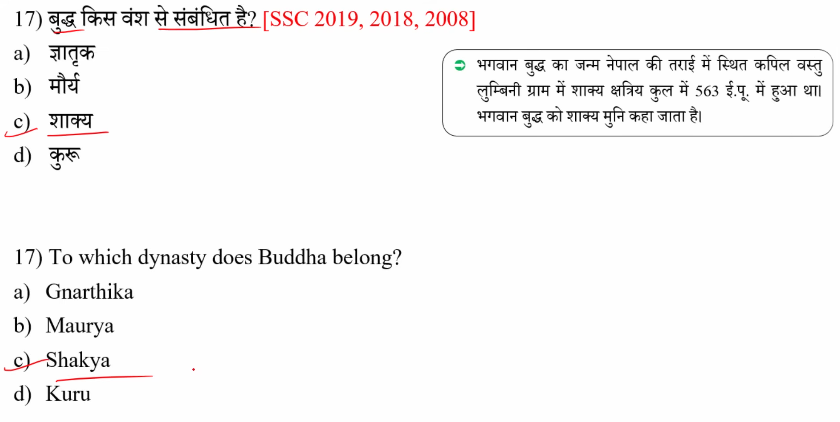 17) बुद्ध किस वंश से संबंधित है? [SSC 2019, 2018, 2008]
a) ज्ञातृक
b) मौर्य
c) शाक्य
d) कुरू
भगवान बुद्ध का जन्म नेपाल की तराई में स्थित कपिल वस्तु
लुम्बिनी ग्राम में शाक्य क्षत्रिय कुल में 563 ई.पू. में हुआ था।
भगवान बुद्ध को शाक्य मुनि कहा जाता है।
17) To which dynasty does Buddha belong?
a) Gnarthika
b) Maurya
c) Shakya
d) Kuru